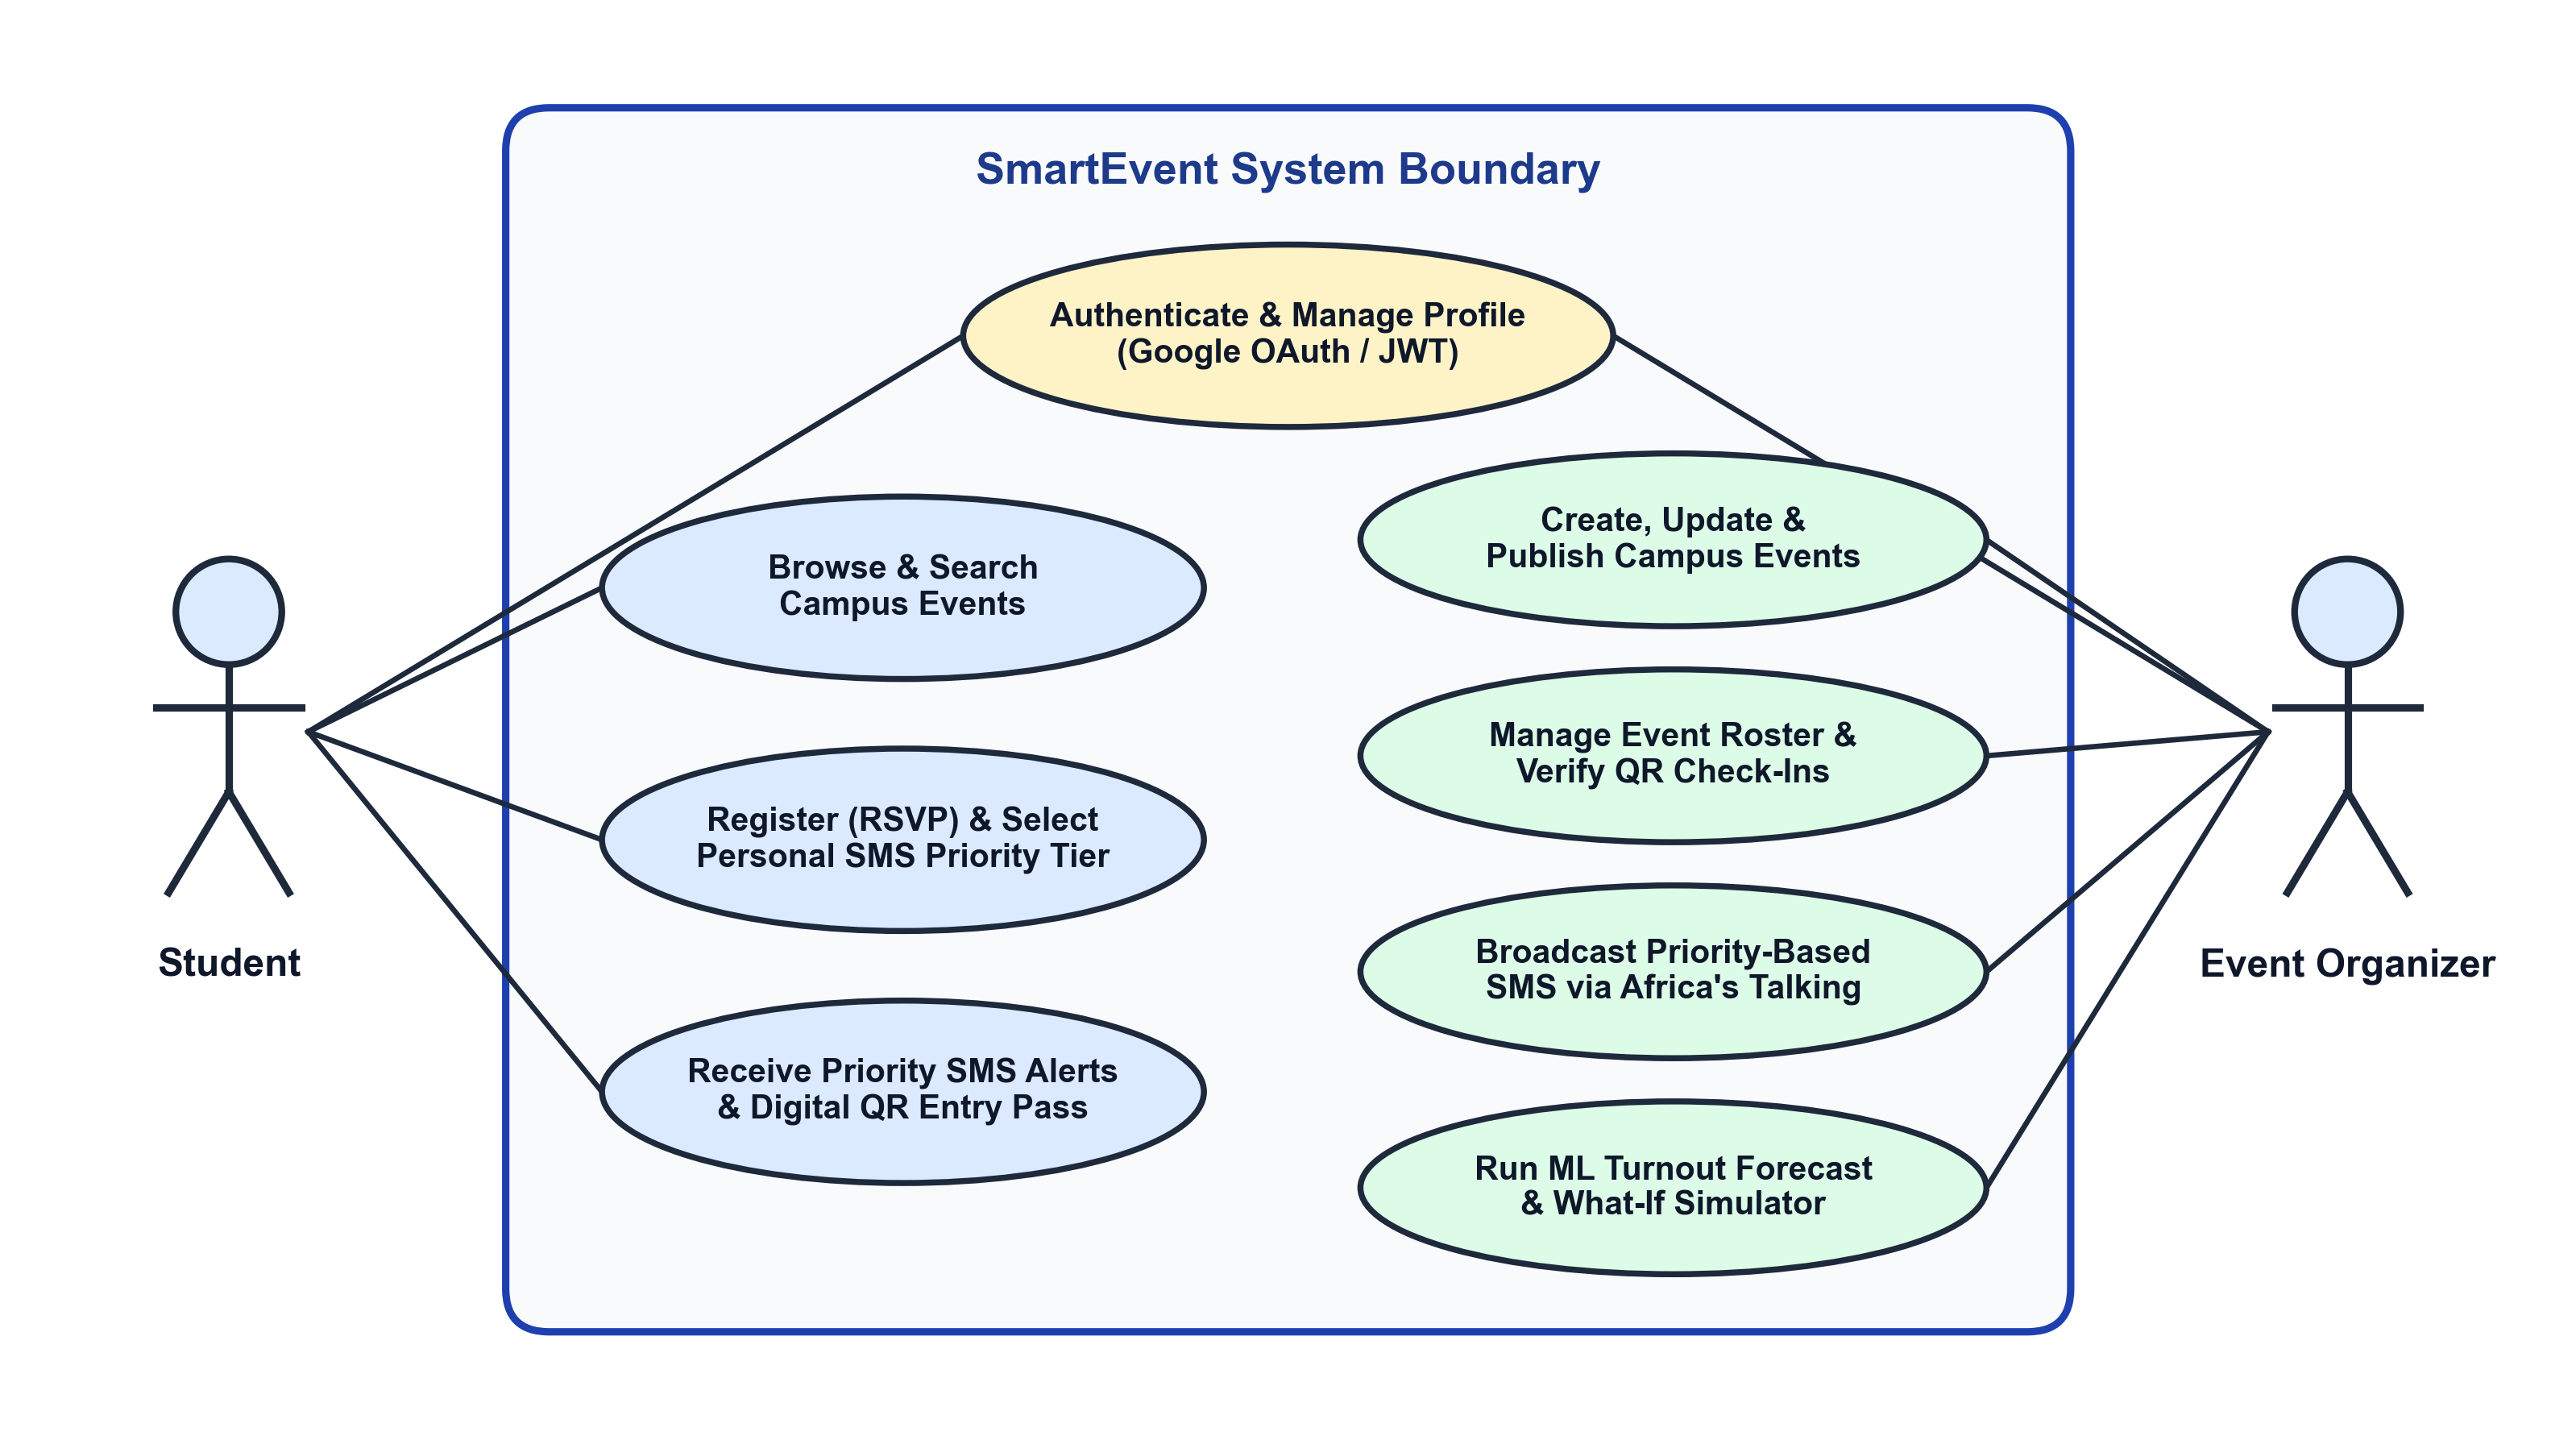 SmartEvent System Boundary
Authenticate & Manage Profile
(Google OAuth / JWT)
Browse & Search
Campus Events
Register (RSVP) & Select
Personal SMS Priority Tier
Receive Priority SMS Alerts
& Digital QR Entry Pass
Create, Update &
Publish Campus Events
Manage Event Roster &
Verify QR Check-Ins
Broadcast Priority-Based
SMS via Africa's Talking
Run ML Turnout Forecast
& What-If Simulator
Student
Event Organizer